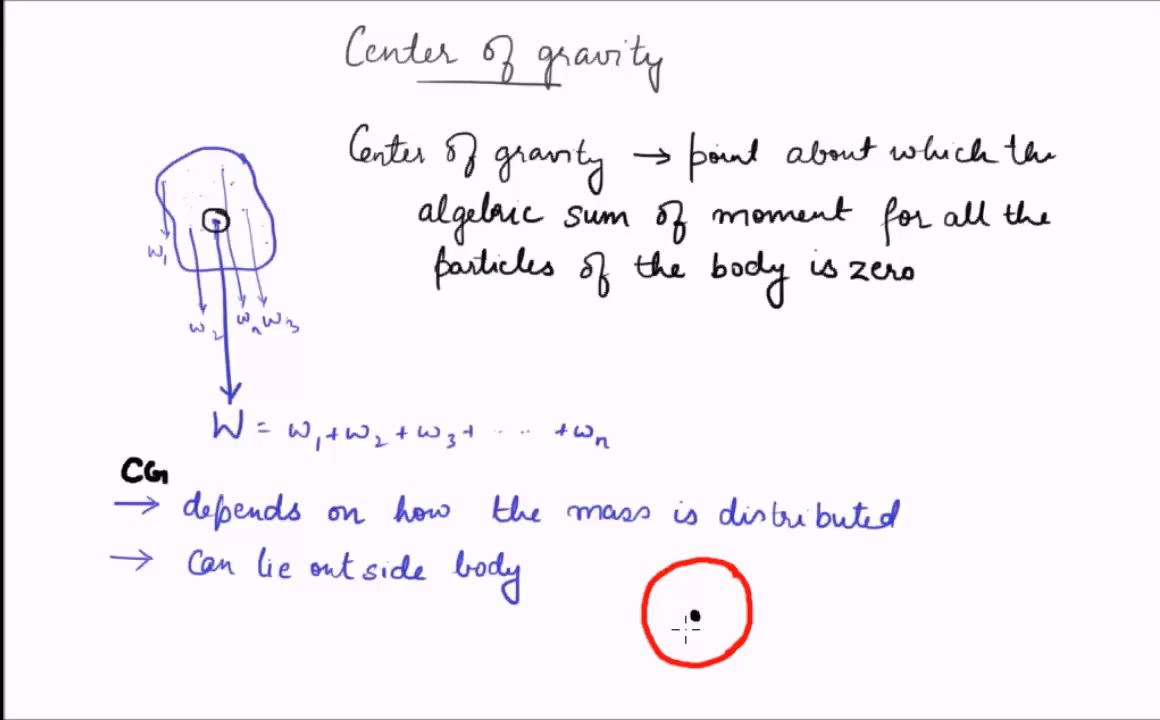 Center of gravity
Center of gravity → point about which the
algebric sum of moment for all the
particles of the body is zero
w1
w2 wn w3
W = w1 + w2 + w3 + .... + wn
CG
→ depends on how the mass is distributed
→ Can lie outside body